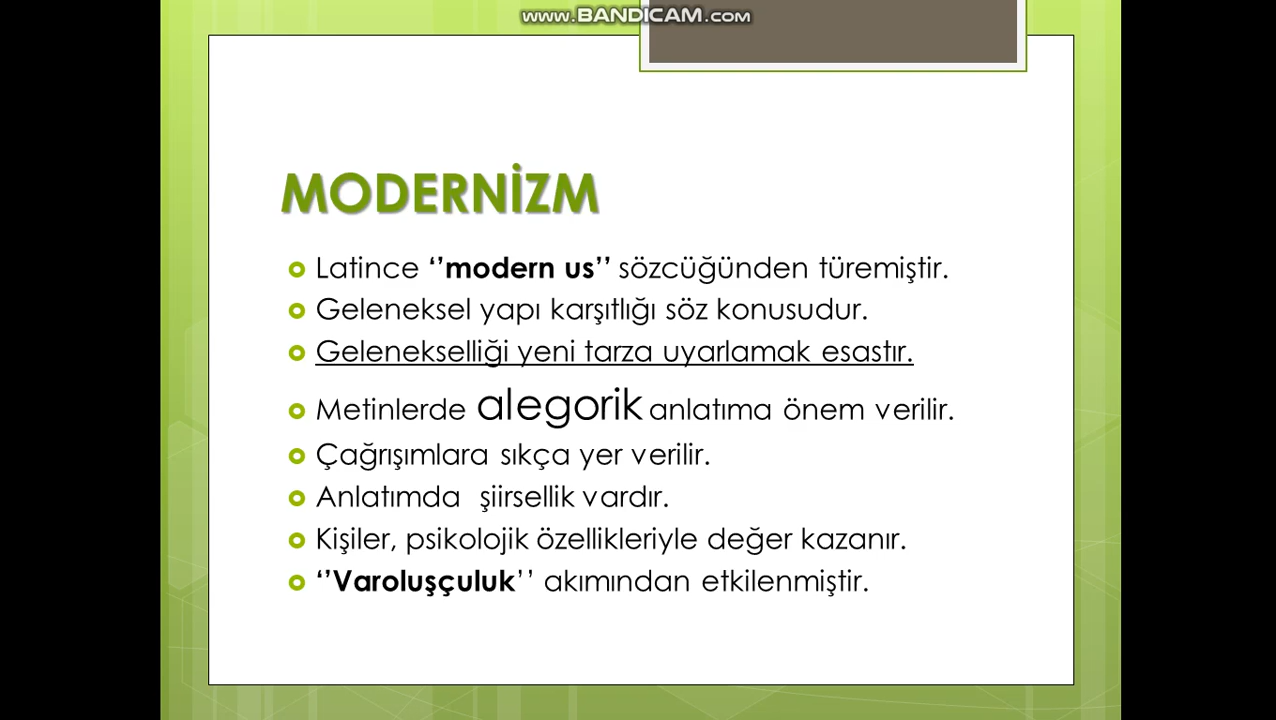 www.BANDICAM.com
MODERNİZM
Latince ‘’modern us’’ sözcüğünden türemiştir.
Geleneksel yapı karşıtlığı söz konusudur.
Gelenekselliği yeni tarza uyarlamak esastır.
Metinlerde alegorik anlatıma önem verilir.
Çağrışımlara sıkça yer verilir.
Anlatımda şiirsellik vardır.
Kişiler, psikolojik özellikleriyle değer kazanır.
‘’Varoluşçuluk’’ akımından etkilenmiştir.